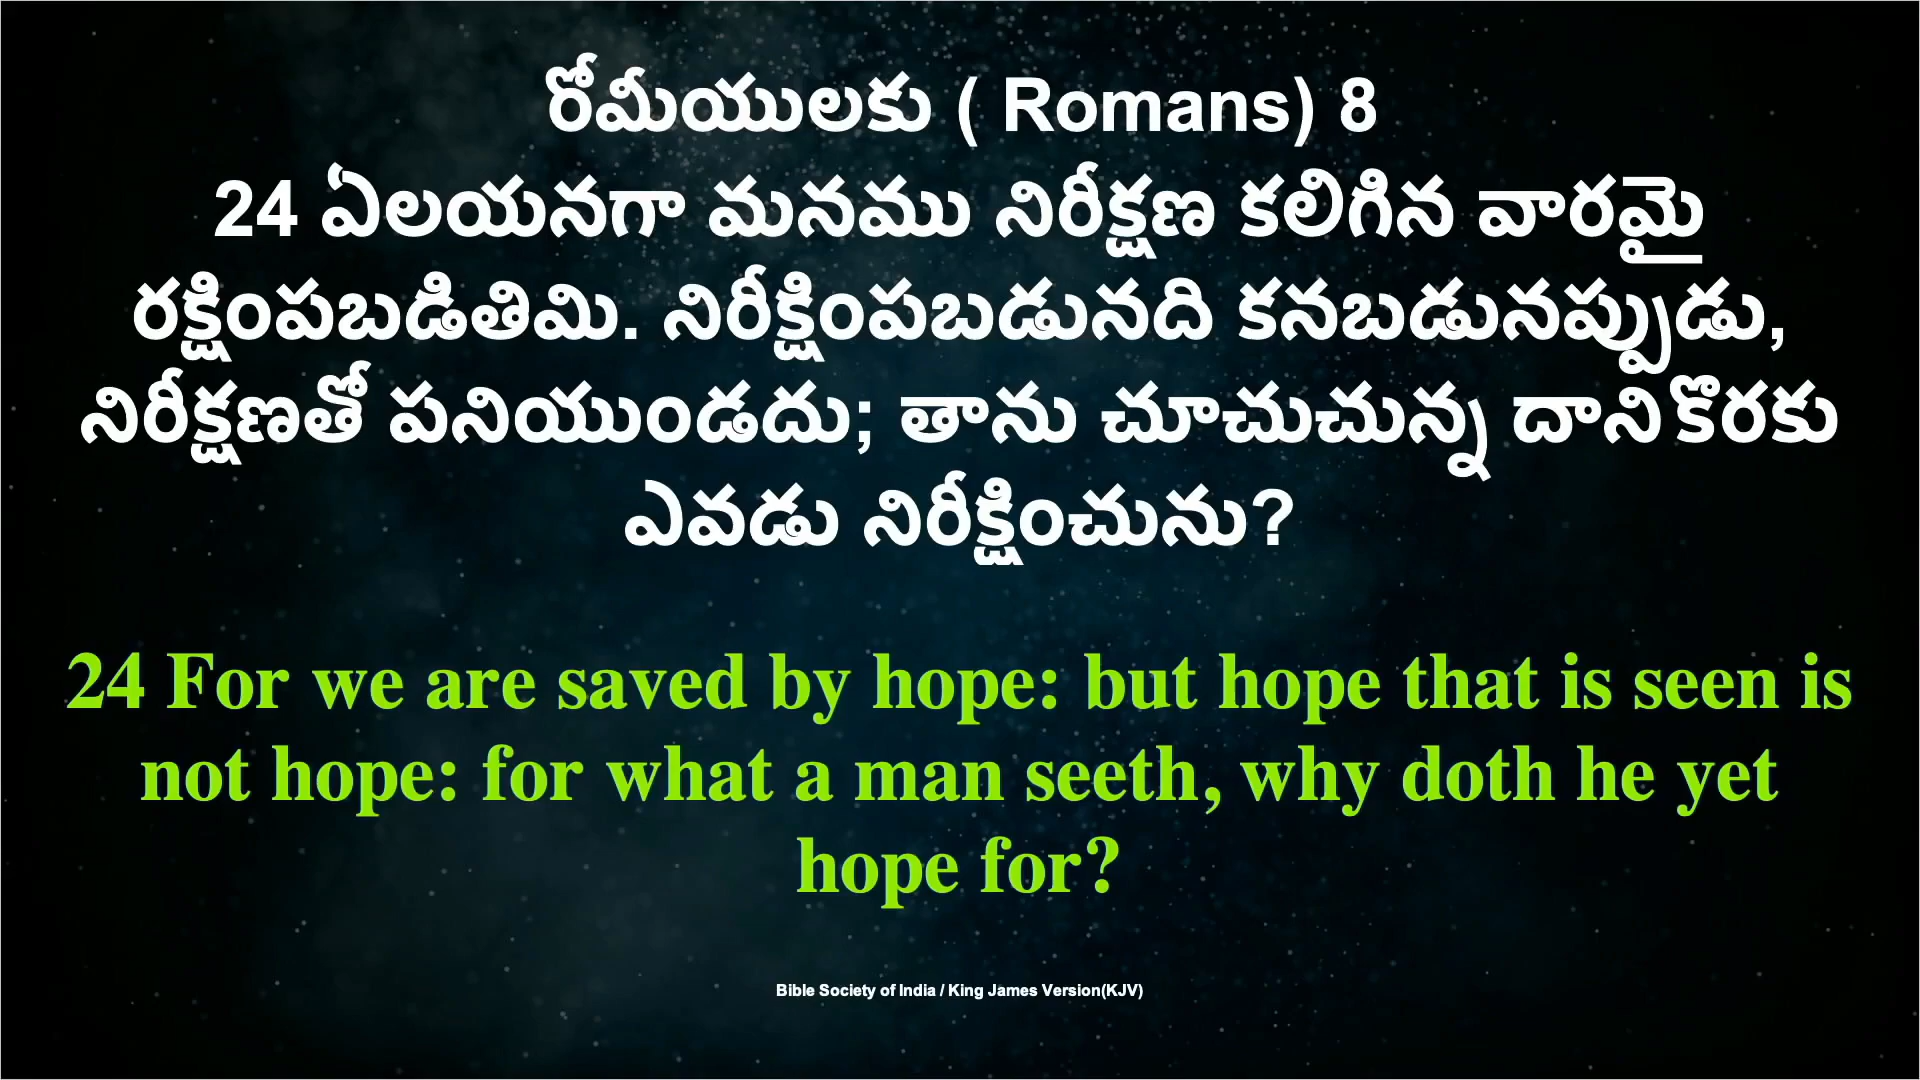 రోమీయులకు ( Romans) 8
24 ఏలయనగా మనము నిరీక్షణ కలిగిన వారమై
రక్షింపబడితిమి. నిరీక్షింపబడునది కనబడునప్పుడు,
నిరీక్షణతో పనియుండదు; తాను చూచుచున్న దానికొరకు
ఎవడు నిరీక్షించును?
24 For we are saved by hope: but hope that is seen is
not hope: for what a man seeth, why doth he yet
hope for?
Bible Society of India / King James Version(KJV)